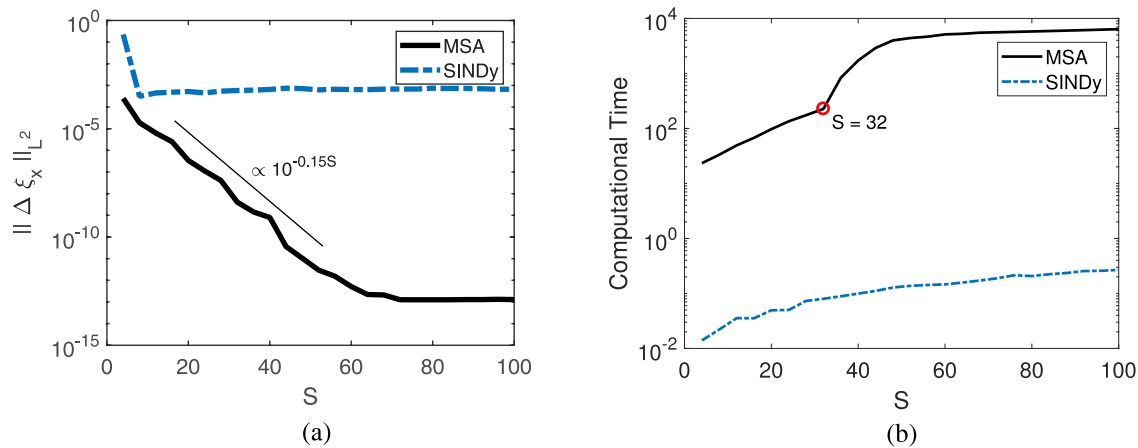 10^0
10^-5
10^-10
10^-15
|| Δ ξ_x ||_L^2
MSA
SINDy
∝ 10^-0.15S
0 20 40 60 80 100
S
(a)
10^4
10^2
10^0
10^-2
Computational Time
MSA
SINDy
S = 32
0 20 40 60 80 100
S
(b)